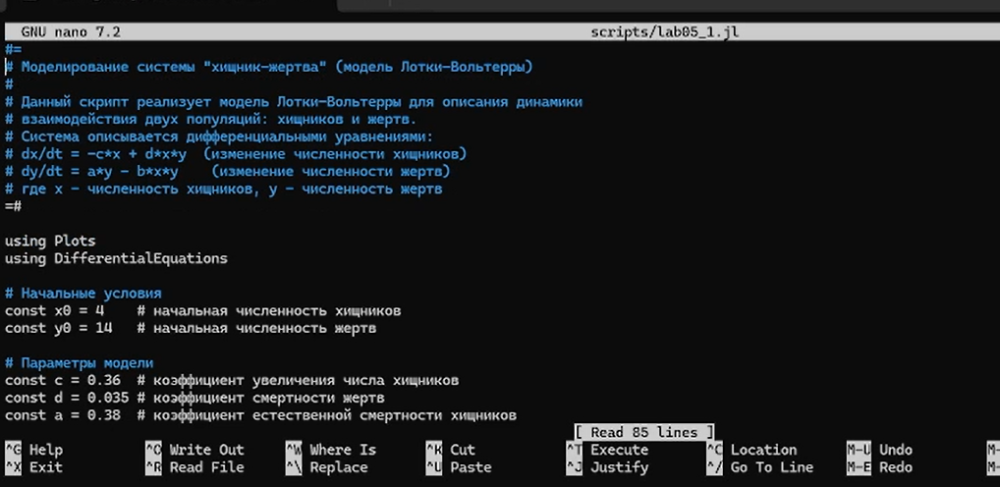 GNU nano 7.2 scripts/lab05_1.jl
#=
# Моделирование системы "хищник-жертва" (модель Лотки-Вольтерры)
#
# Данный скрипт реализует модель Лотки-Вольтерры для описания динамики
# взаимодействия двух популяций: хищников и жертв.
# Система описывается дифференциальными уравнениями:
# dx/dt = -c*x + d*x*y  (изменение численности хищников)
# dy/dt = a*y - b*x*y    (изменение численности жертв)
# где x - численность хищников, y - численность жертв
=#
using Plots
using DifferentialEquations
# Начальные условия
const x0 = 4    # начальная численность хищников
const y0 = 14   # начальная численность жертв
# Параметры модели
const c = 0.36  # коэффициент увеличения числа хищников
const d = 0.035 # коэффициент смертности жертв
const a = 0.38  # коэффициент естественной смертности хищников
[ Read 85 lines ]
^G Help ^O Write Out ^W Where Is ^K Cut ^T Execute ^C Location M-U Undo M-
^X Exit ^R Read File ^\ Replace ^U Paste ^J Justify ^/ Go To Line M-E Redo M-